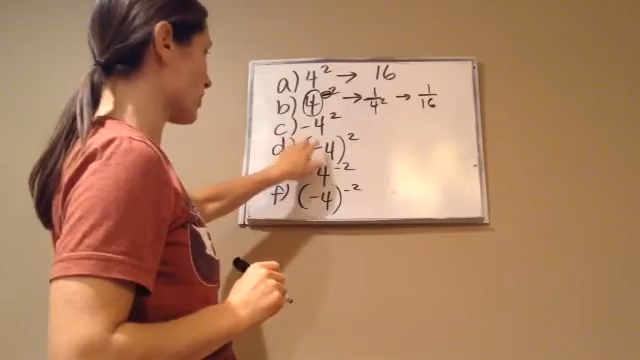 a) 4² → 16
b) 4⁻² → 1/4² → 1/16
c) -4²
d) (-4)²
4⁻²
f) (-4)⁻²